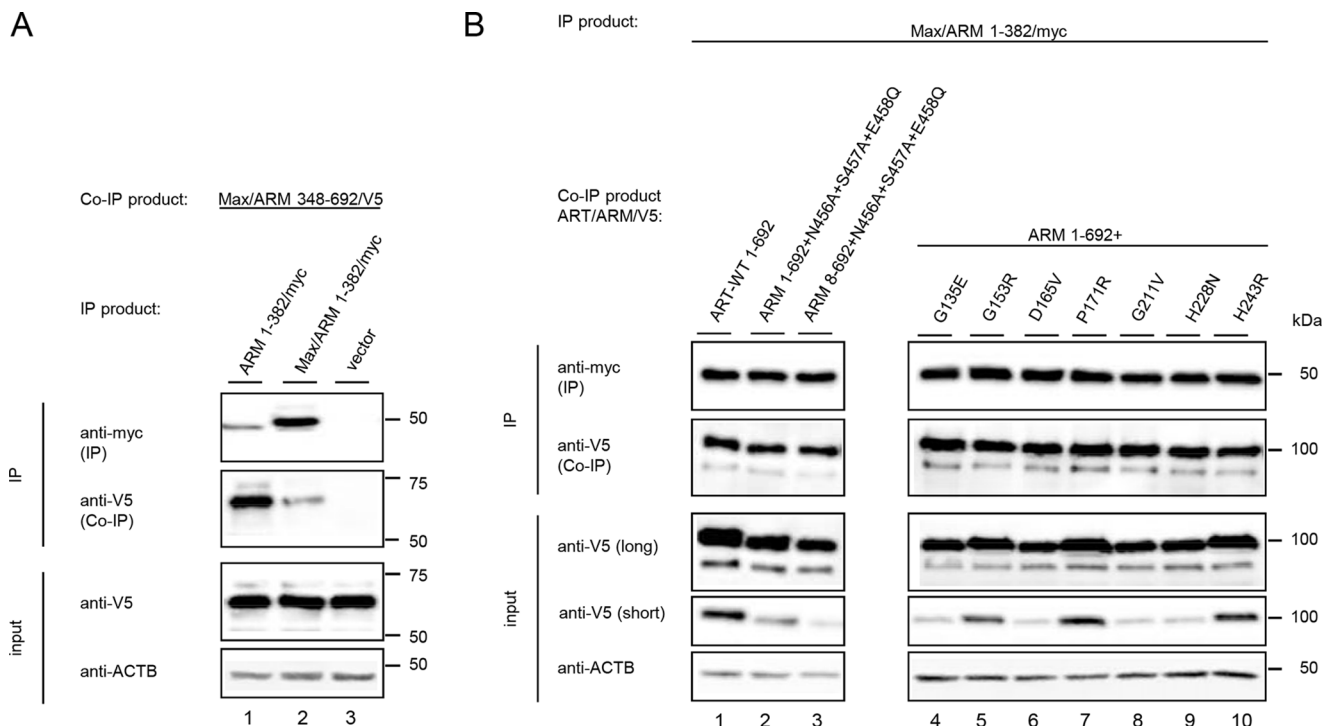 A
Co-IP product: Max/ARM 348-692/V5
IP product:
ARM 1-382/myc
Max/ARM 1-382/myc
vector
IP
anti-myc
(IP)
50
anti-V5
(Co-IP)
75
50
input
anti-V5
75
50
anti-ACTB
50
1 2 3
B
IP product:
Max/ARM 1-382/myc
Co-IP product
ART/ARM/V5:
ART-WT 1-692
ARM 1-692+N456A+S457A+E458Q
ARM 8-692+N456A+S457A+E458Q
ARM 1-692+
G135E
G153R
D165V
P171R
G211V
H228N
H243R
kDa
IP
anti-myc
(IP)
50
anti-V5
(Co-IP)
100
input
anti-V5 (long)
100
anti-V5 (short)
100
anti-ACTB
50
1 2 3 4 5 6 7 8 9 10